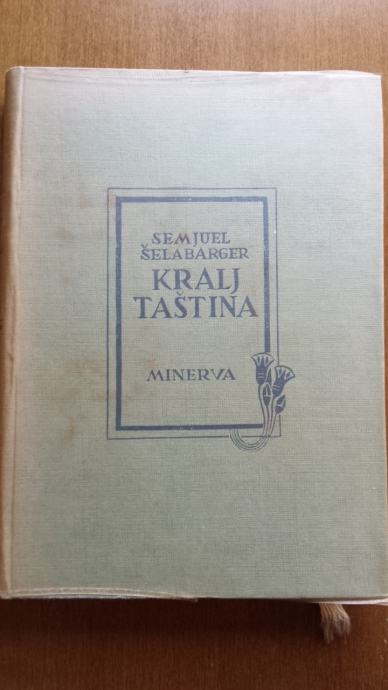 SEMJUEL
ŠELABARGER
KRALJ
TAŠTINA
MINERVA